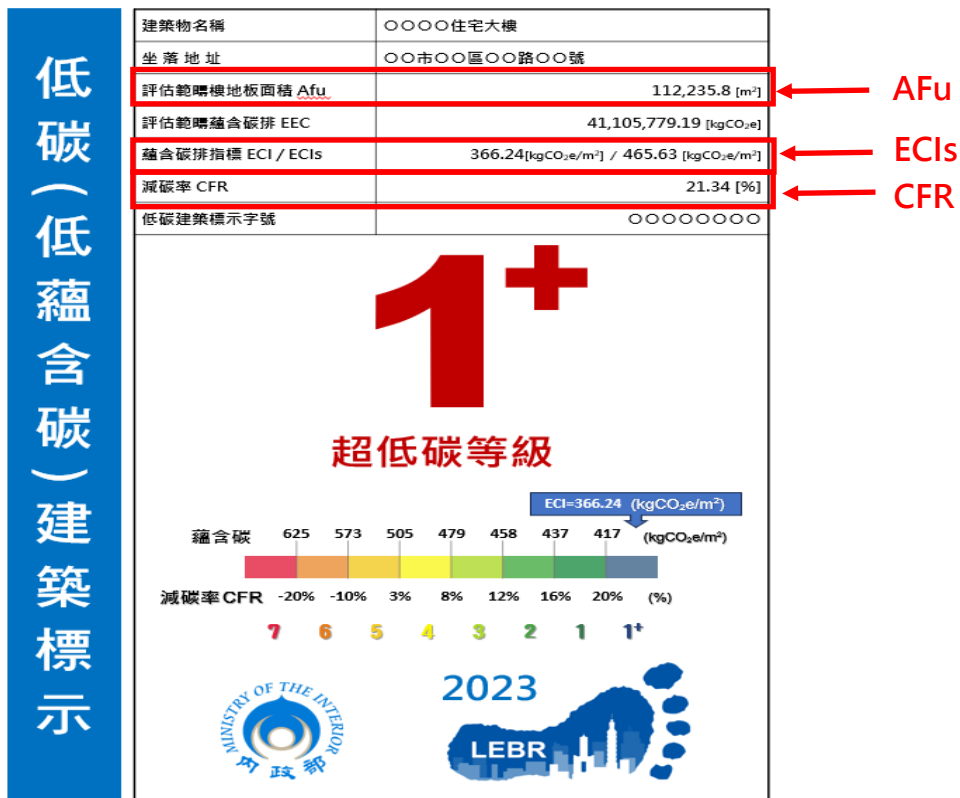 低碳(低蘊含碳)建築標示
建築物名稱 ○○○○住宅大樓
坐落地址 ○○市○○區○○路○○號
評估範疇樓地板面積 Afu 112,235.8 [m²]
AFu
評估範疇蘊含碳排 EEC 41,105,779.19 [kgCO₂e]
蘊含碳排指標 ECI / ECIs 366.24[kgCO₂e/m²] / 465.63 [kgCO₂e/m²]
ECIs
減碳率 CFR 21.34 [%]
CFR
低碳建築標示字號 ○○○○○○○○
1+
超低碳等級
ECI=366.24 (kgCO₂e/m²)
蘊含碳 625 573 505 479 458 437 417 (kgCO₂e/m²)
減碳率CFR -20% -10% 3% 8% 12% 16% 20% (%)
7 6 5 4 3 2 1 1+
MINISTRY OF THE INTERIOR
內政部
2023
LEBR